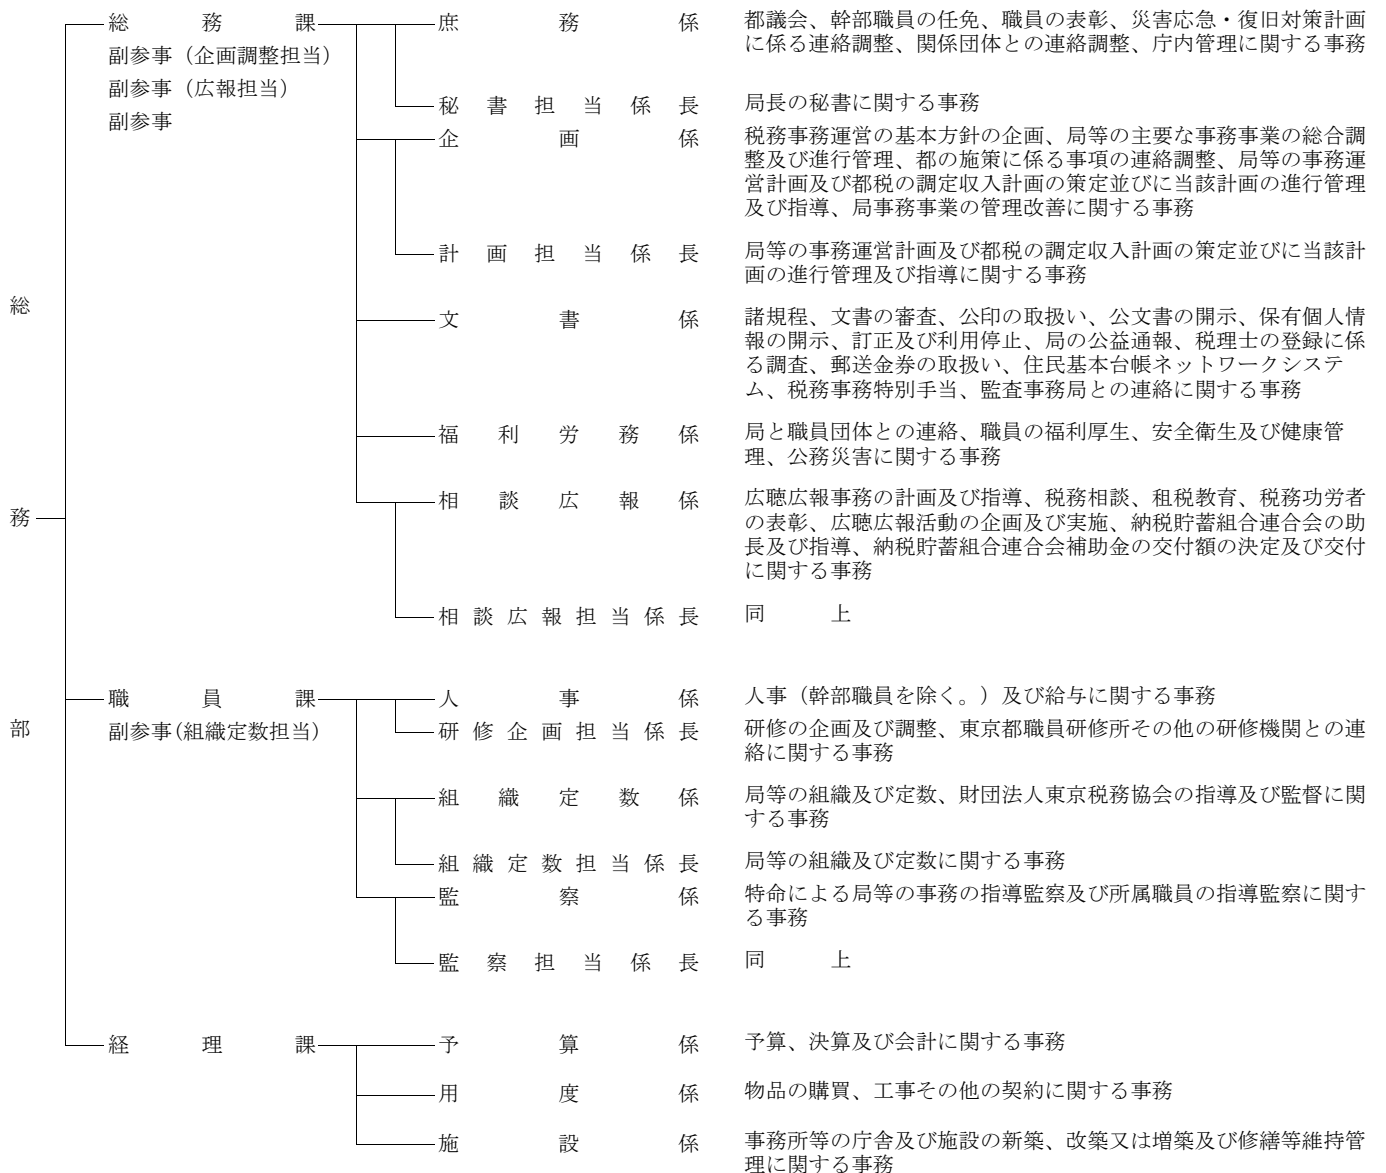 総務部
総務課
副参事（企画調整担当）
副参事（広報担当）
副参事
庶務係
都議会、幹部職員の任免、職員の表彰、災害応急・復旧対策計画
に係る連絡調整、関係団体との連絡調整、庁内管理に関する事務
秘書担当係長
局長の秘書に関する事務
企画係
税務事務運営の基本方針の企画、局等の主要な事務事業の総合調
整及び進行管理、都の施策に係る事項の連絡調整、局等の事務運
営計画及び都税の調定収入計画の策定並びに当該計画の進行管理
及び指導、局事務事業の管理改善に関する事務
計画担当係長
局等の事務運営計画及び都税の調定収入計画の策定並びに当該計
画の進行管理及び指導に関する事務
文書係
諸規程、文書の審査、公印の取扱い、公文書の開示、保有個人情
報の開示、訂正及び利用停止、局の公益通報、税理士の登録に係
る調査、郵送金券の取扱い、住民基本台帳ネットワークシステ
ム、税務事務特別手当、監査事務局との連絡に関する事務
福利労務係
局と職員団体との連絡、職員の福利厚生、安全衛生及び健康管
理、公務災害に関する事務
相談広報係
広聴広報事務の計画及び指導、税務相談、租税教育、税務功労者
の表彰、広聴広報活動の企画及び実施、納税貯蓄組合連合会の助
長及び指導、納税貯蓄組合連合会補助金の交付額の決定及び交付
に関する事務
相談広報担当係長
同　上
職員課
副参事（組織定数担当）
人事係
人事（幹部職員を除く。）及び給与に関する事務
研修企画担当係長
研修の企画及び調整、東京都職員研修所その他の研修機関との連
絡に関する事務
組織定数係
局等の組織及び定数、財団法人東京税務協会の指導及び監督に関
する事務
組織定数担当係長
局等の組織及び定数に関する事務
監察係
特命による局等の事務の指導監察及び所属職員の指導監察に関す
る事務
監察担当係長
同　上
経理課
予算係
予算、決算及び会計に関する事務
用度係
物品の購買、工事その他の契約に関する事務
施設係
事務所等の庁舎及び施設の新築、改築又は増築及び修繕等維持管
理に関する事務